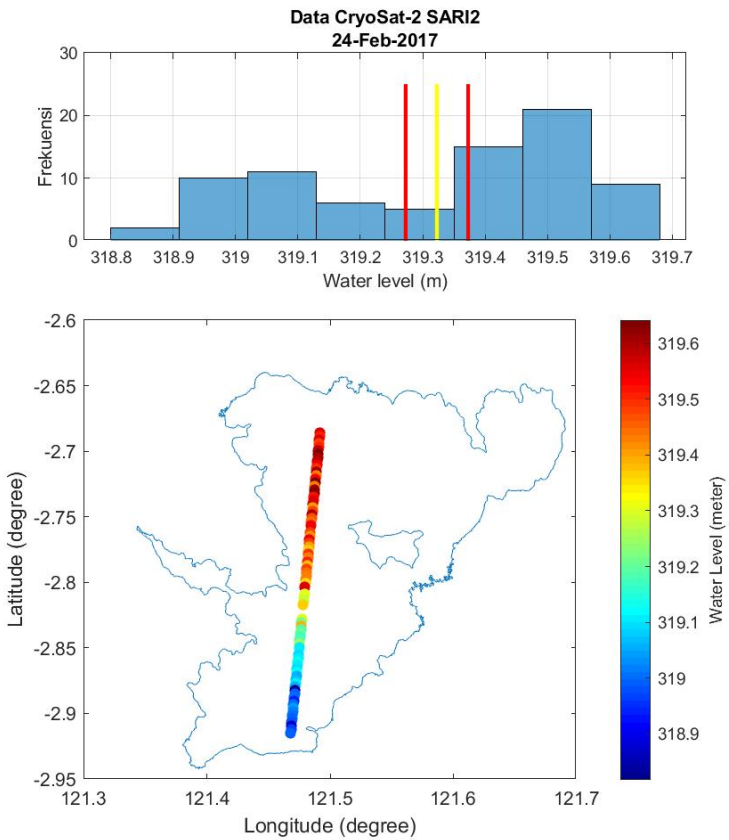 Data CryoSat-2 SARI2
24-Feb-2017
30
20
10
0
Frekuensi
318.8 318.9 319 319.1 319.2 319.3 319.4 319.5 319.6 319.7
Water level (m)
-2.6
-2.65
-2.7
-2.75
-2.8
-2.85
-2.9
-2.95
Latitude (degree)
121.3 121.4 121.5 121.6 121.7
Longitude (degree)
319.6
319.5
319.4
319.3
319.2
319.1
319
318.9
Water Level (meter)